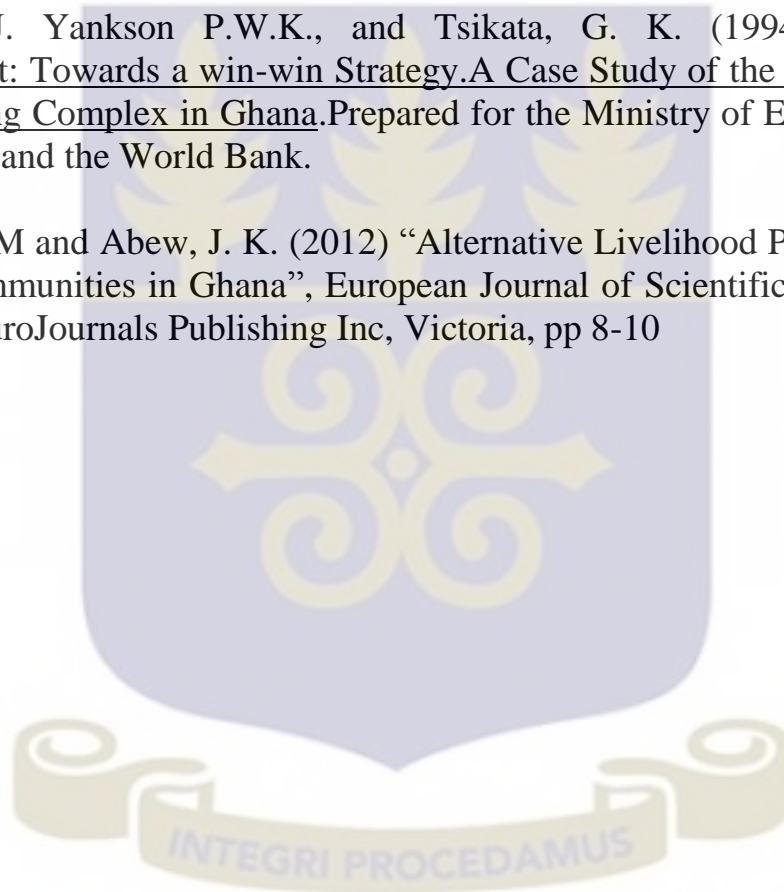 J. Yankson P.W.K., and Tsikata, G. K. (1994
t: Towards a win-win Strategy.A Case Study of the
ng Complex in Ghana.Prepared for the Ministry of E
and the World Bank.
M and Abew, J. K. (2012) “Alternative Livelihood P
mmunities in Ghana”, European Journal of Scientific
uroJournals Publishing Inc, Victoria, pp 8-10
INTEGRI PROCEDAMUS